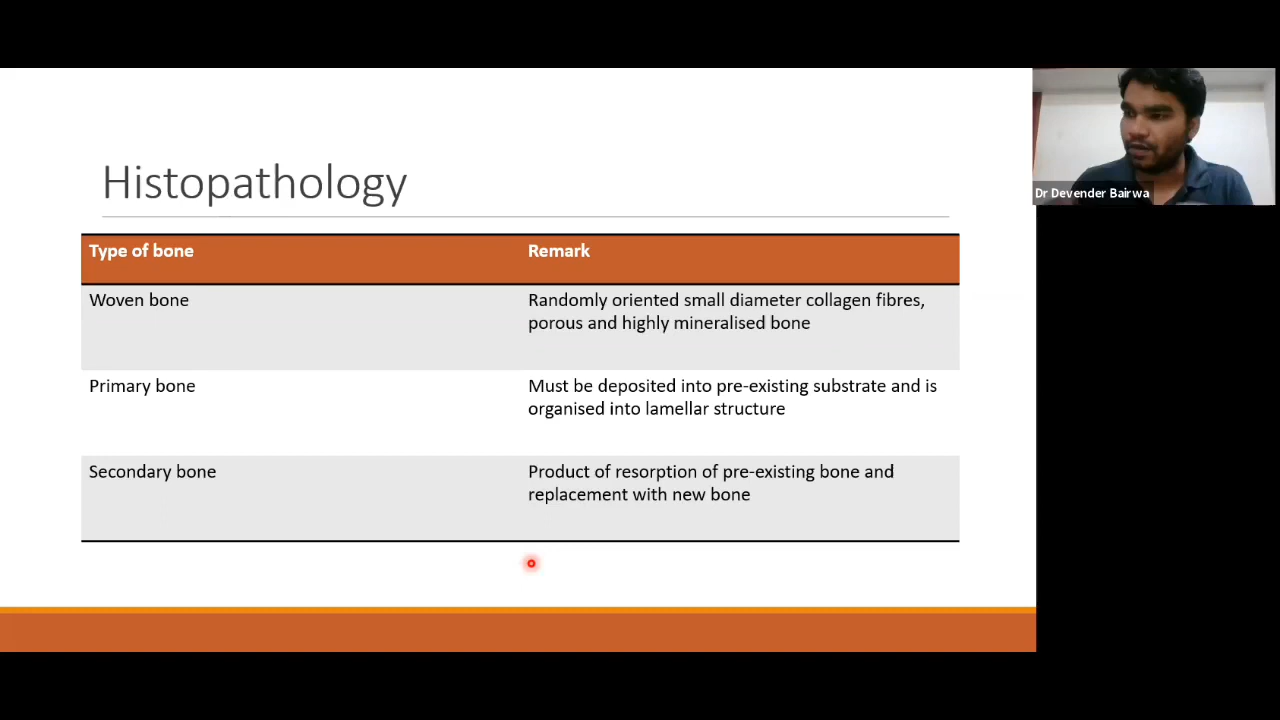 Histopathology
Type of bone
Remark
Woven bone
Randomly oriented small diameter collagen fibres,
porous and highly mineralised bone
Primary bone
Must be deposited into pre-existing substrate and is
organised into lamellar structure
Secondary bone
Product of resorption of pre-existing bone and
replacement with new bone
Dr Devender Bairwa